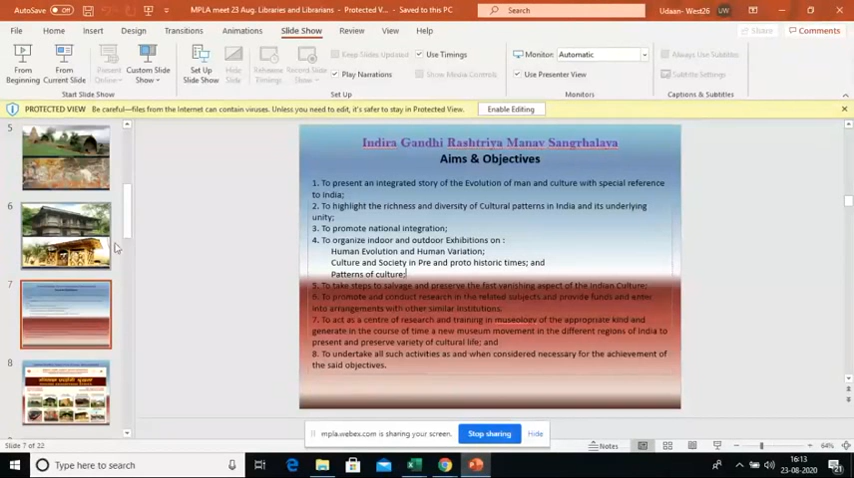 AutoSave Off
MPLA meet 23 Aug. Libraries and Librarians - Protected V... - Saved to this PC
Search
Udaan- West26 UW
File Home Insert Design Transitions Animations Slide Show Review View Help Share Comments
From Beginning
From Current Slide
Present Online
Custom Slide Show
Set Up Slide Show
Hide Slide
Rehearse Timings
Record Slide Show
Keep Slides Updated
Play Narrations
Use Timings
Show Media Controls
Monitor: Automatic
Use Presenter View
Always Use Subtitles
Subtitle Settings
Start Slide Show Set Up Monitors Captions & Subtitles
PROTECTED VIEW Be careful—files from the Internet can contain viruses. Unless you need to edit, it's safer to stay in Protected View. Enable Editing
5
6
7
8
Indira Gandhi Rashtriya Manav Sangrhalaya
Aims & Objectives
1. To present an integrated story of the Evolution of man and culture with special reference
to India;
2. To highlight the richness and diversity of Cultural patterns in India and its underlying
unity;
3. To promote national integration;
4. To organize indoor and outdoor Exhibitions on :
Human Evolution and Human Variation;
Culture and Society in Pre and proto historic times; and
Patterns of culture;
5. To take steps to salvage and preserve the fast vanishing aspect of the Indian Culture;
6. To promote and conduct research in the related subjects and provide funds and enter
into arrangements with other similar institutions;
7. To act as a centre of research and training in museology of the appropriate kind and
generate in the course of time a new museum movement in the different regions of India to
present and preserve variety of cultural life; and
8. To undertake all such activities as and when considered necessary for the achievement of
the said objectives.
mpla.webex.com is sharing your screen. Stop sharing Hide
Slide 7 of 22
Notes
64%
Type here to search
16:13
23-08-2020
21